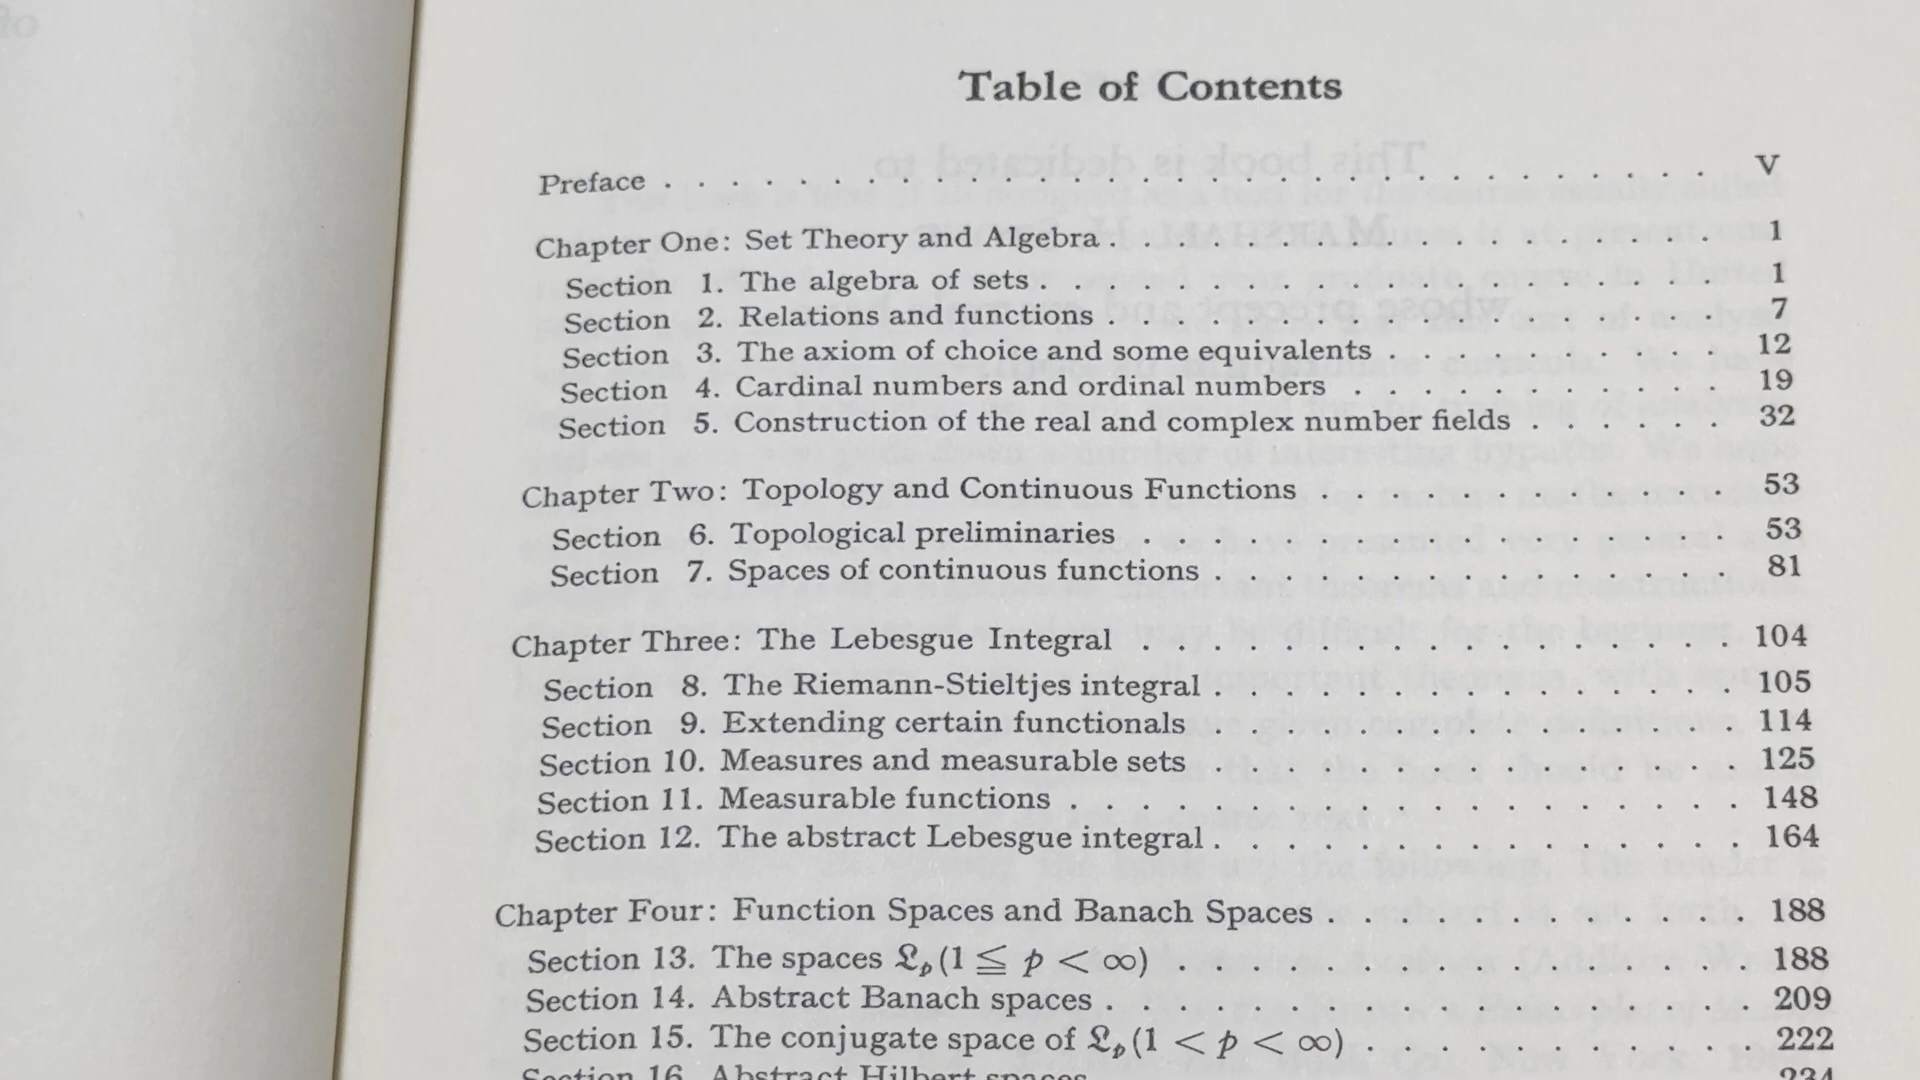 Table of Contents
Preface . . . . . . . . . . . . . . . . . . . . . . . . . . . . . . . V
Chapter One: Set Theory and Algebra . . . . . . . . . . . . . . . . 1
Section 1. The algebra of sets . . . . . . . . . . . . . . . . . . 1
Section 2. Relations and functions . . . . . . . . . . . . . . . . 7
Section 3. The axiom of choice and some equivalents . . . . . . . . 12
Section 4. Cardinal numbers and ordinal numbers . . . . . . . . . . 19
Section 5. Construction of the real and complex number fields . . . . . . 32
Chapter Two: Topology and Continuous Functions . . . . . . . . . . 53
Section 6. Topological preliminaries . . . . . . . . . . . . . . . 53
Section 7. Spaces of continuous functions . . . . . . . . . . . . . 81
Chapter Three: The Lebesgue Integral . . . . . . . . . . . . . . . 104
Section 8. The Riemann-Stieltjes integral . . . . . . . . . . . . . 105
Section 9. Extending certain functionals . . . . . . . . . . . . . 114
Section 10. Measures and measurable sets . . . . . . . . . . . . . 125
Section 11. Measurable functions . . . . . . . . . . . . . . . . . 148
Section 12. The abstract Lebesgue integral . . . . . . . . . . . . 164
Chapter Four: Function Spaces and Banach Spaces . . . . . . . . . . 188
Section 13. The spaces 𝔏ₚ(1 ≦ p < ∞) . . . . . . . . . . . . . . . 188
Section 14. Abstract Banach spaces . . . . . . . . . . . . . . . . 209
Section 15. The conjugate space of 𝔏ₚ(1 < p < ∞) . . . . . . . . . 222
Section 16. Abstract Hilbert spaces 234